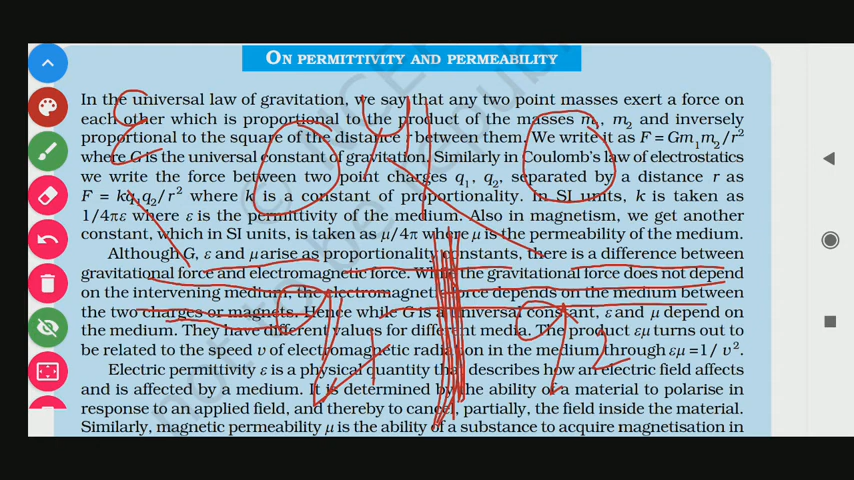 ON PERMITTIVITY AND PERMEABILITY
In the universal law of gravitation, we say that any two point masses exert a force on
each other which is proportional to the product of the masses m₁, m₂ and inversely
proportional to the square of the distance r between them. We write it as F = Gm₁m₂/r²
where G is the universal constant of gravitation. Similarly in Coulomb's law of electrostatics
we write the force between two point charges q₁, q₂, separated by a distance r as
F = kq₁q₂/r² where k is a constant of proportionality. In SI units, k is taken as
1/4πε where ε is the permittivity of the medium. Also in magnetism, we get another
constant, which in SI units, is taken as μ/4π where μ is the permeability of the medium.
Although G, ε and μ arise as proportionality constants, there is a difference between
gravitational force and electromagnetic force. While the gravitational force does not depend
on the intervening medium, the electromagnetic force depends on the medium between
the two charges or magnets. Hence while G is a universal constant, ε and μ depend on
the medium. They have different values for different media. The product εμ turns out to
be related to the speed v of electromagnetic radiation in the medium through εμ =1/ v².
Electric permittivity ε is a physical quantity that describes how an electric field affects
and is affected by a medium. It is determined by the ability of a material to polarise in
response to an applied field, and thereby to cancel, partially, the field inside the material.
Similarly, magnetic permeability μ is the ability of a substance to acquire magnetisation in